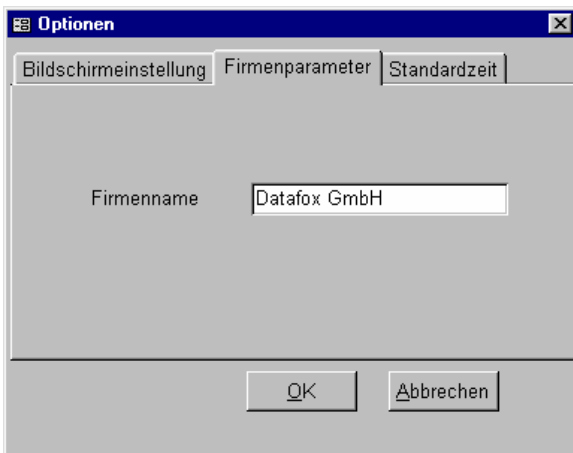 Optionen
Bildschirmeinstellung Firmenparameter Standardzeit
Firmenname Datafox GmbH
OK Abbrechen